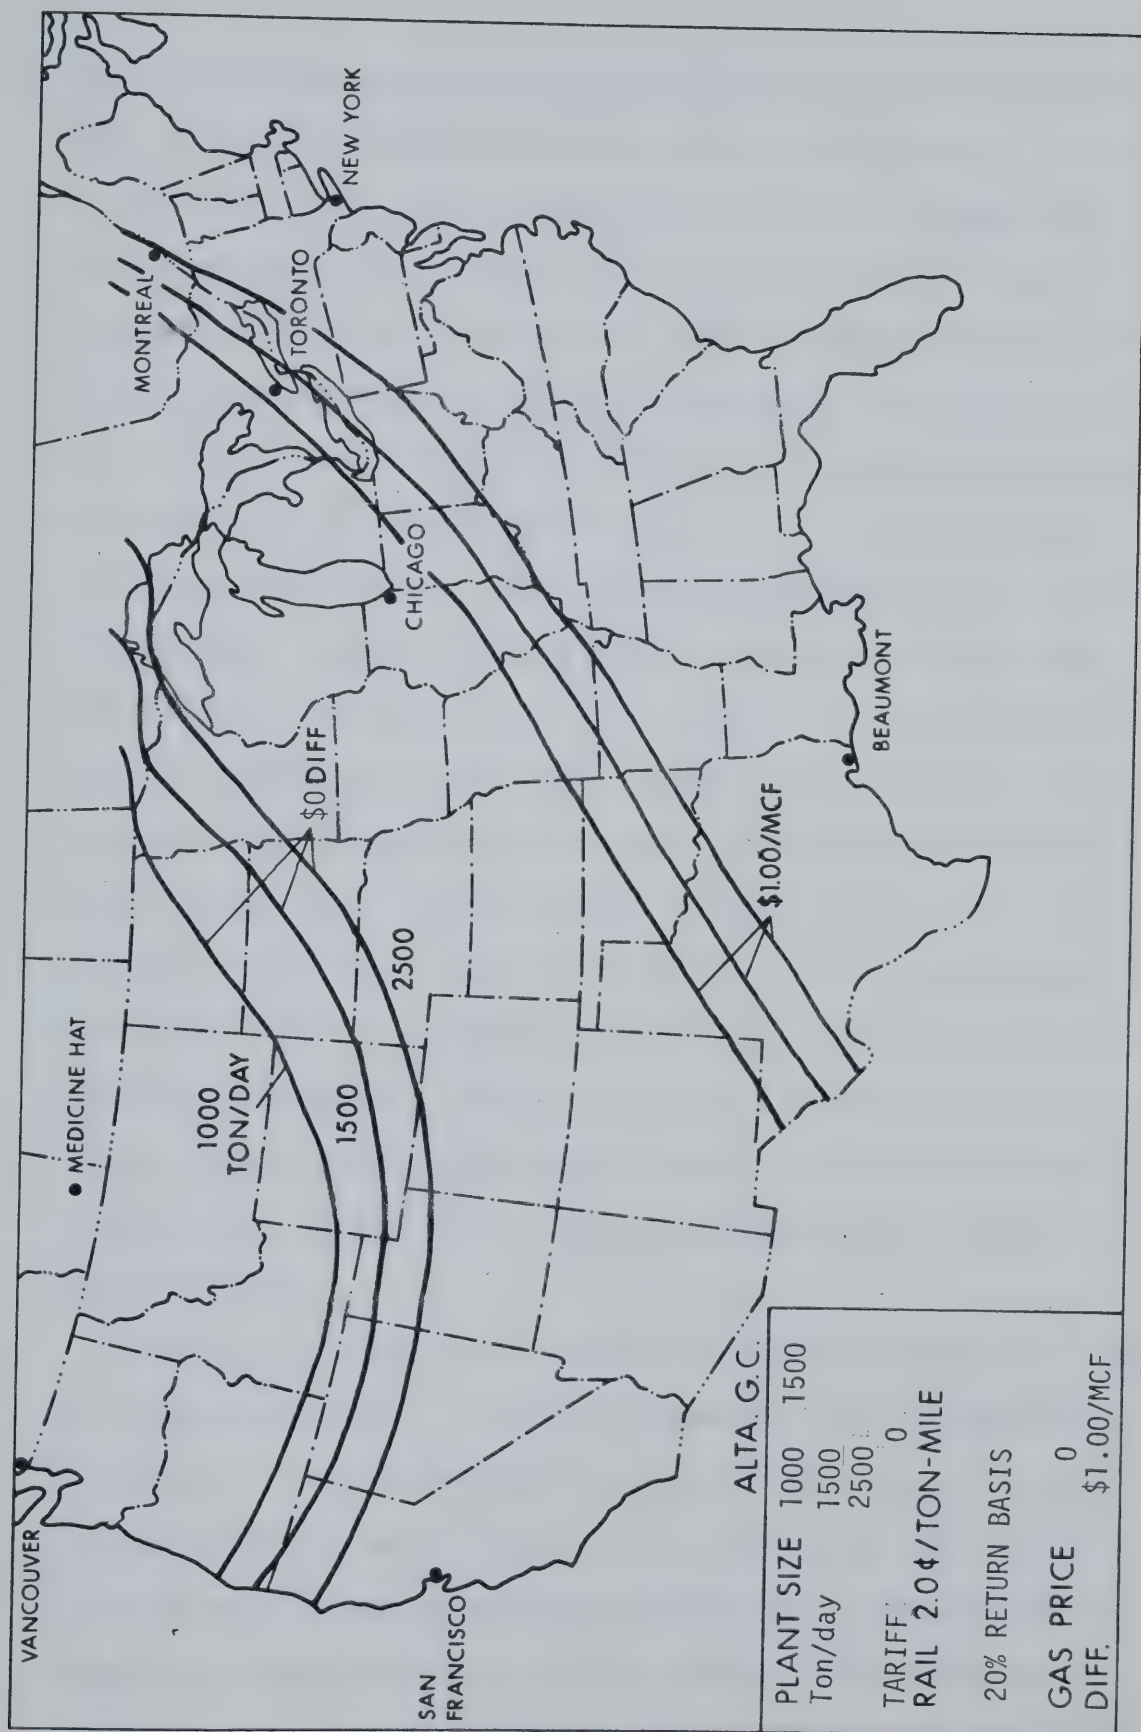 VANCOUVER
SAN
FRANCISCO
MEDICINE HAT
1000
TON/DAY
1500
2500
$0 DIFF
CHICAGO
MONTREAL
TORONTO
NEW YORK
BEAUMONT
$1.00/MCF
ALTA. G.C.
PLANT SIZE 1000 1500
Ton/day 1500
2500
TARIFF 0
RAIL 2.0¢/TON-MILE
20% RETURN BASIS
GAS PRICE 0
DIFF. $1.00/MCF